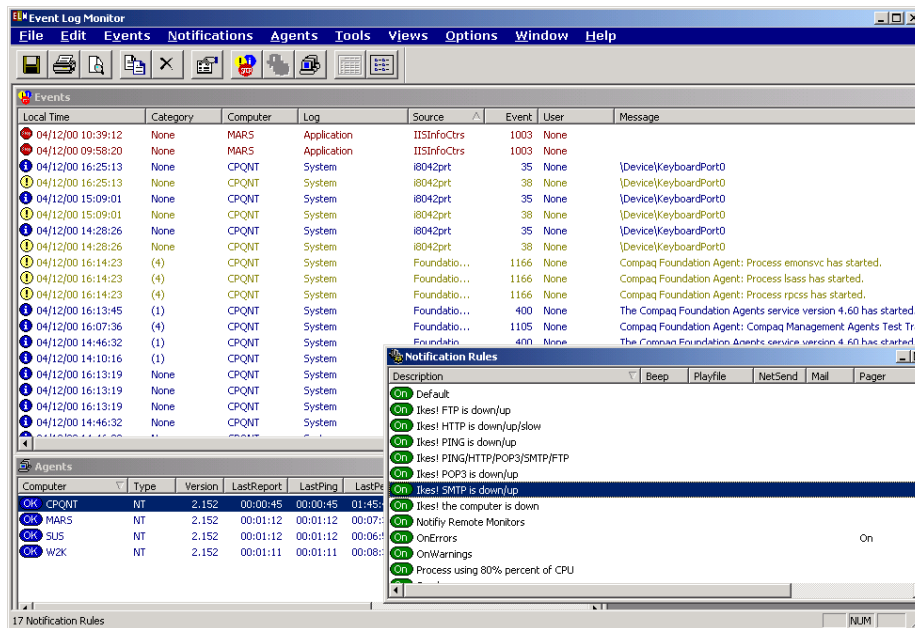 Event Log Monitor
File Edit Events Notifications Agents Tools Views Options Window Help
Events
Local Time Category Computer Log Source Event User Message
04/12/00 10:39:12 None MARS Application IISInfoCtrs 1003 None
04/12/00 09:58:20 None MARS Application IISInfoCtrs 1003 None
04/12/00 16:25:13 None CPQNT System i8042prt 35 None \Device\KeyboardPort0
04/12/00 16:25:13 None CPQNT System i8042prt 38 None \Device\KeyboardPort0
04/12/00 15:09:01 None CPQNT System i8042prt 35 None \Device\KeyboardPort0
04/12/00 15:09:01 None CPQNT System i8042prt 38 None \Device\KeyboardPort0
04/12/00 14:28:26 None CPQNT System i8042prt 35 None \Device\KeyboardPort0
04/12/00 14:28:26 None CPQNT System i8042prt 38 None \Device\KeyboardPort0
04/12/00 16:14:23 (4) CPQNT System Foundatio... 1166 None Compaq Foundation Agent: Process emonsvc has started.
04/12/00 16:14:23 (4) CPQNT System Foundatio... 1166 None Compaq Foundation Agent: Process lsass has started.
04/12/00 16:14:23 (4) CPQNT System Foundatio... 1166 None Compaq Foundation Agent: Process rpcss has started.
04/12/00 16:13:45 (1) CPQNT System Foundatio... 400 None The Compaq Foundation Agents service version 4.60 has started.
04/12/00 16:07:36 (4) CPQNT System Foundatio... 1105 None Compaq Foundation Agent: Compaq Management Agents Test Tr
04/12/00 14:46:32 (1) CPQNT System Foundatio 400 None The Compaq Foundation Agents service version 4.60 has started
04/12/00 14:10:16 (1) CPQNT System
04/12/00 16:13:19 None CPQNT System
04/12/00 16:13:19 None CPQNT System
04/12/00 16:13:19 None CPQNT System
04/12/00 14:46:32 None CPQNT System
Notification Rules
Description Beep Playfile NetSend Mail Pager
On Default
On Ikes! FTP is down/up
On Ikes! HTTP is down/up/slow
On Ikes! PING is down/up
On Ikes! PING/HTTP/POP3/SMTP/FTP
On Ikes! POP3 is down/up
On Ikes! SMTP is down/up
On Ikes! the computer is down
On Notifiy Remote Monitors
On OnErrors On
On OnWarnings
On Process using 80% percent of CPU
Agents
Computer Type Version LastReport LastPing LastPe
OK CPQNT NT 2.152 00:00:45 00:00:45 01:45:
OK MARS NT 2.152 00:01:12 00:01:12 00:07:
OK SUS NT 2.152 00:01:12 00:01:12 00:06:
OK W2K NT 2.152 00:01:11 00:01:11 00:08:
17 Notification Rules NUM